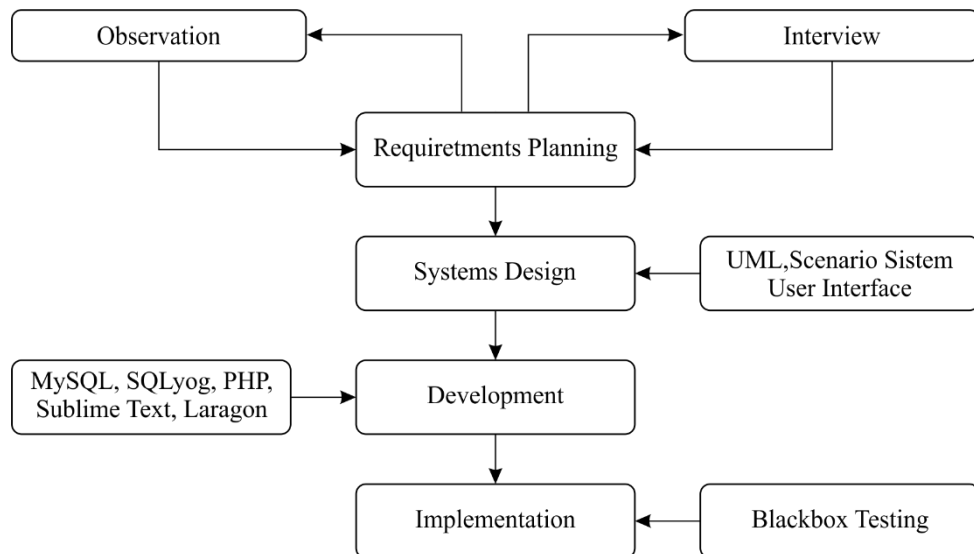 Observation
Interview
Requiretments Planning
Systems Design
UML,Scenario Sistem
User Interface
MySQL, SQLyog, PHP,
Sublime Text, Laragon
Development
Implementation
Blackbox Testing